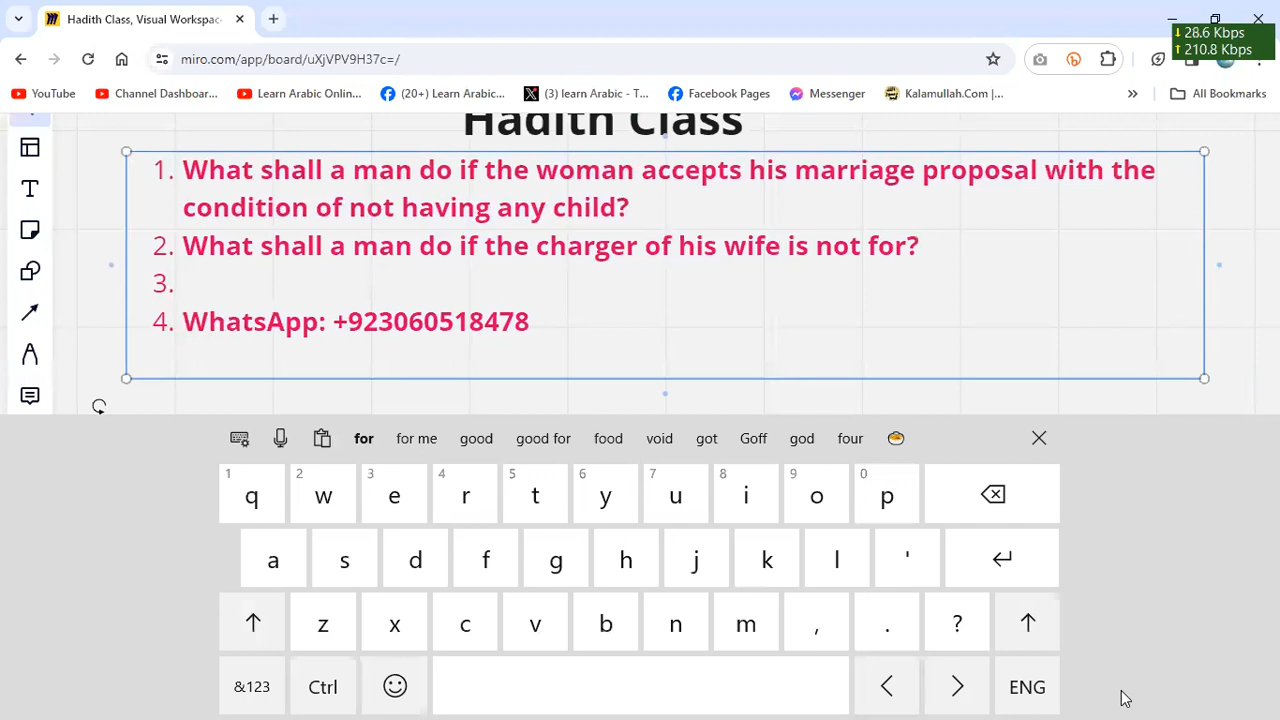 Hadith Class, Visual Workspac
28.6 Kbps
210.8 Kbps
miro.com/app/board/uXjVPV9H37c=/
YouTube
Channel Dashboar...
Learn Arabic Onlin...
(20+) Learn Arabic...
(3) learn Arabic - T...
Facebook Pages
Messenger
Kalamullah.Com |...
All Bookmarks
Hadith Class
1. What shall a man do if the woman accepts his marriage proposal with the
condition of not having any child?
2. What shall a man do if the charger of his wife is not for?
3.
4. WhatsApp: +923060518478
for for me good good for food void got Goff god four
1 2 3 4 5 6 7 8 9 0
q w e r t y u i o p
a s d f g h j k l '
z x c v b n m , . ?
&123 Ctrl ENG